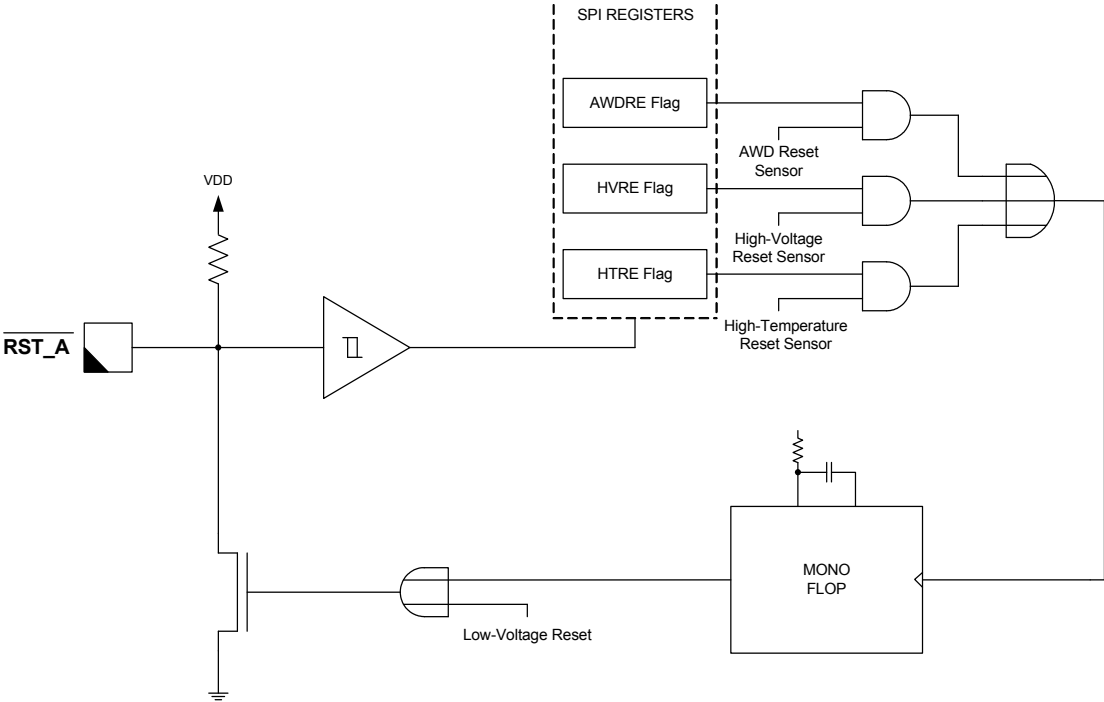 SPI REGISTERS
AWDRE Flag
AWD Reset
Sensor
VDD
HVRE Flag
High-Voltage
Reset Sensor
HTRE Flag
High-Temperature
Reset Sensor
RST_A
MONO
FLOP
Low-Voltage Reset